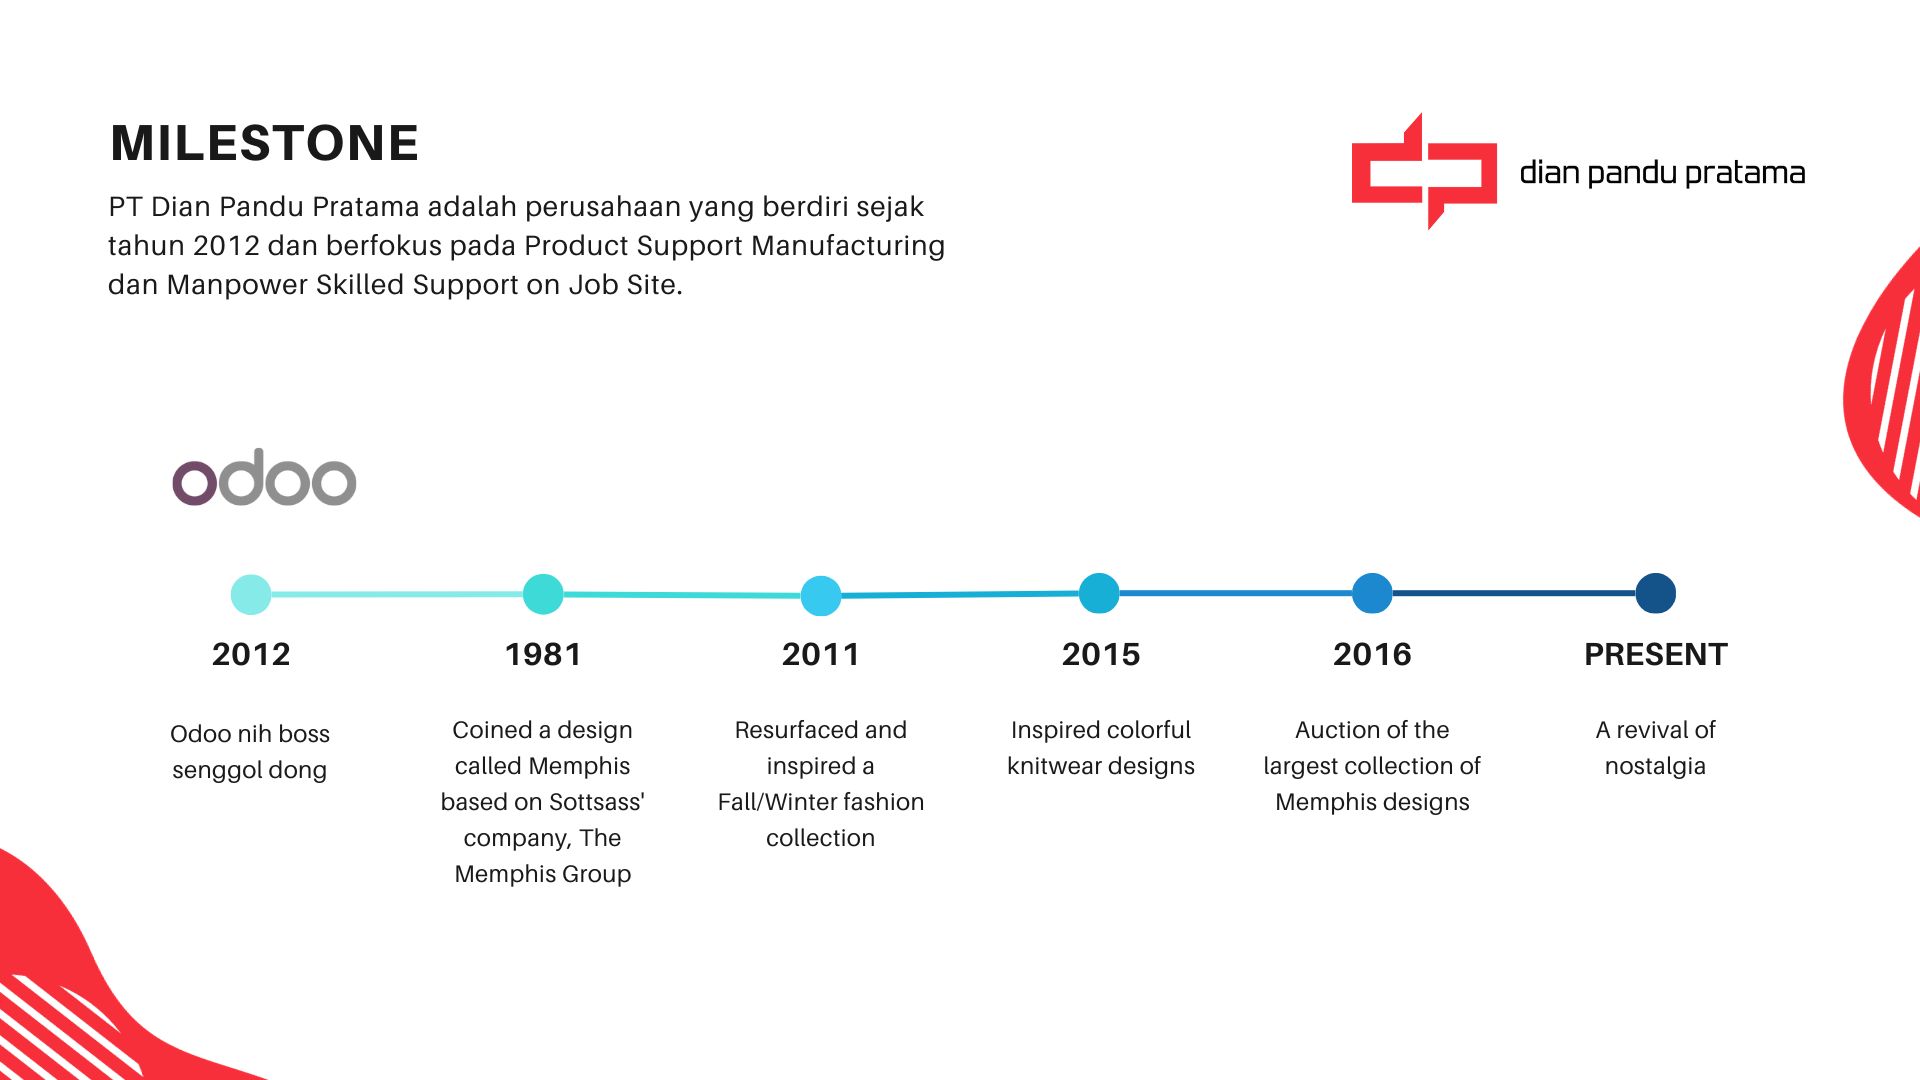 MILESTONE
PT Dian Pandu Pratama adalah perusahaan yang berdiri sejak
tahun 2012 dan berfokus pada Product Support Manufacturing
dan Manpower Skilled Support on Job Site.
dian pandu pratama
odoo
2012
Odoo nih boss
senggol dong
1981
Coined a design
called Memphis
based on Sottsass'
company, The
Memphis Group
2011
Resurfaced and
inspired a
Fall/Winter fashion
collection
2015
Inspired colorful
knitwear designs
2016
Auction of the
largest collection of
Memphis designs
PRESENT
A revival of
nostalgia